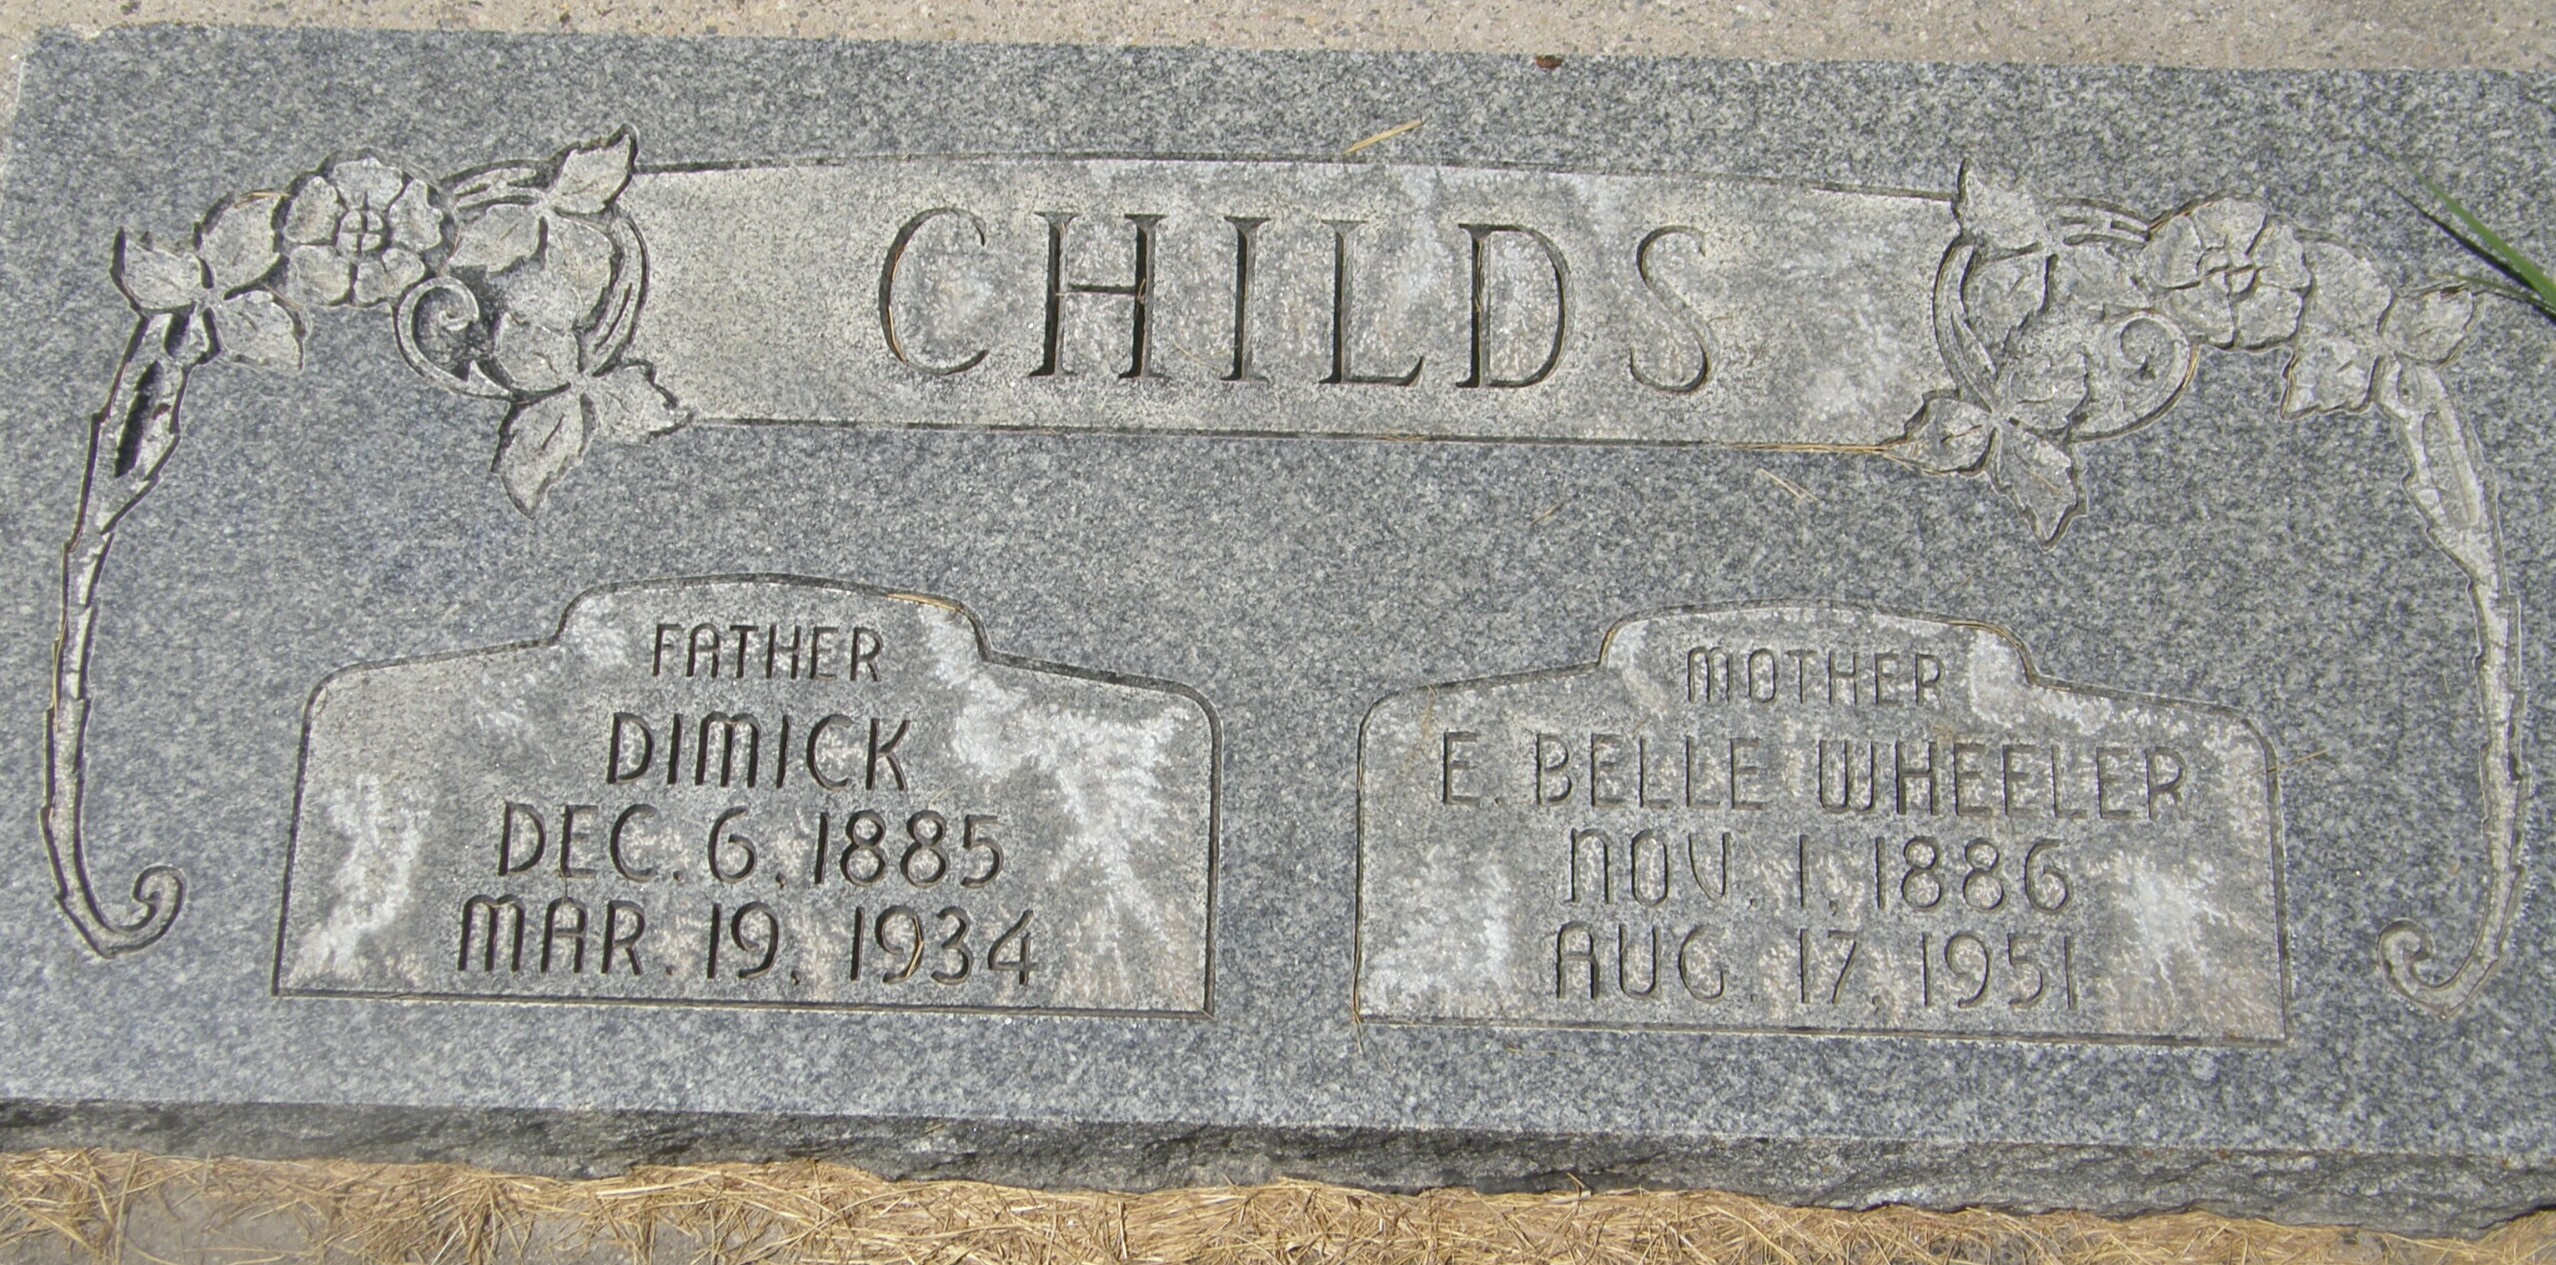 CHILDS
FATHER
DIMICK
DEC. 6, 1885
MAR. 19, 1934
MOTHER
E. BELLE WHEELER
NOV. 1, 1886
AUG. 17, 1951